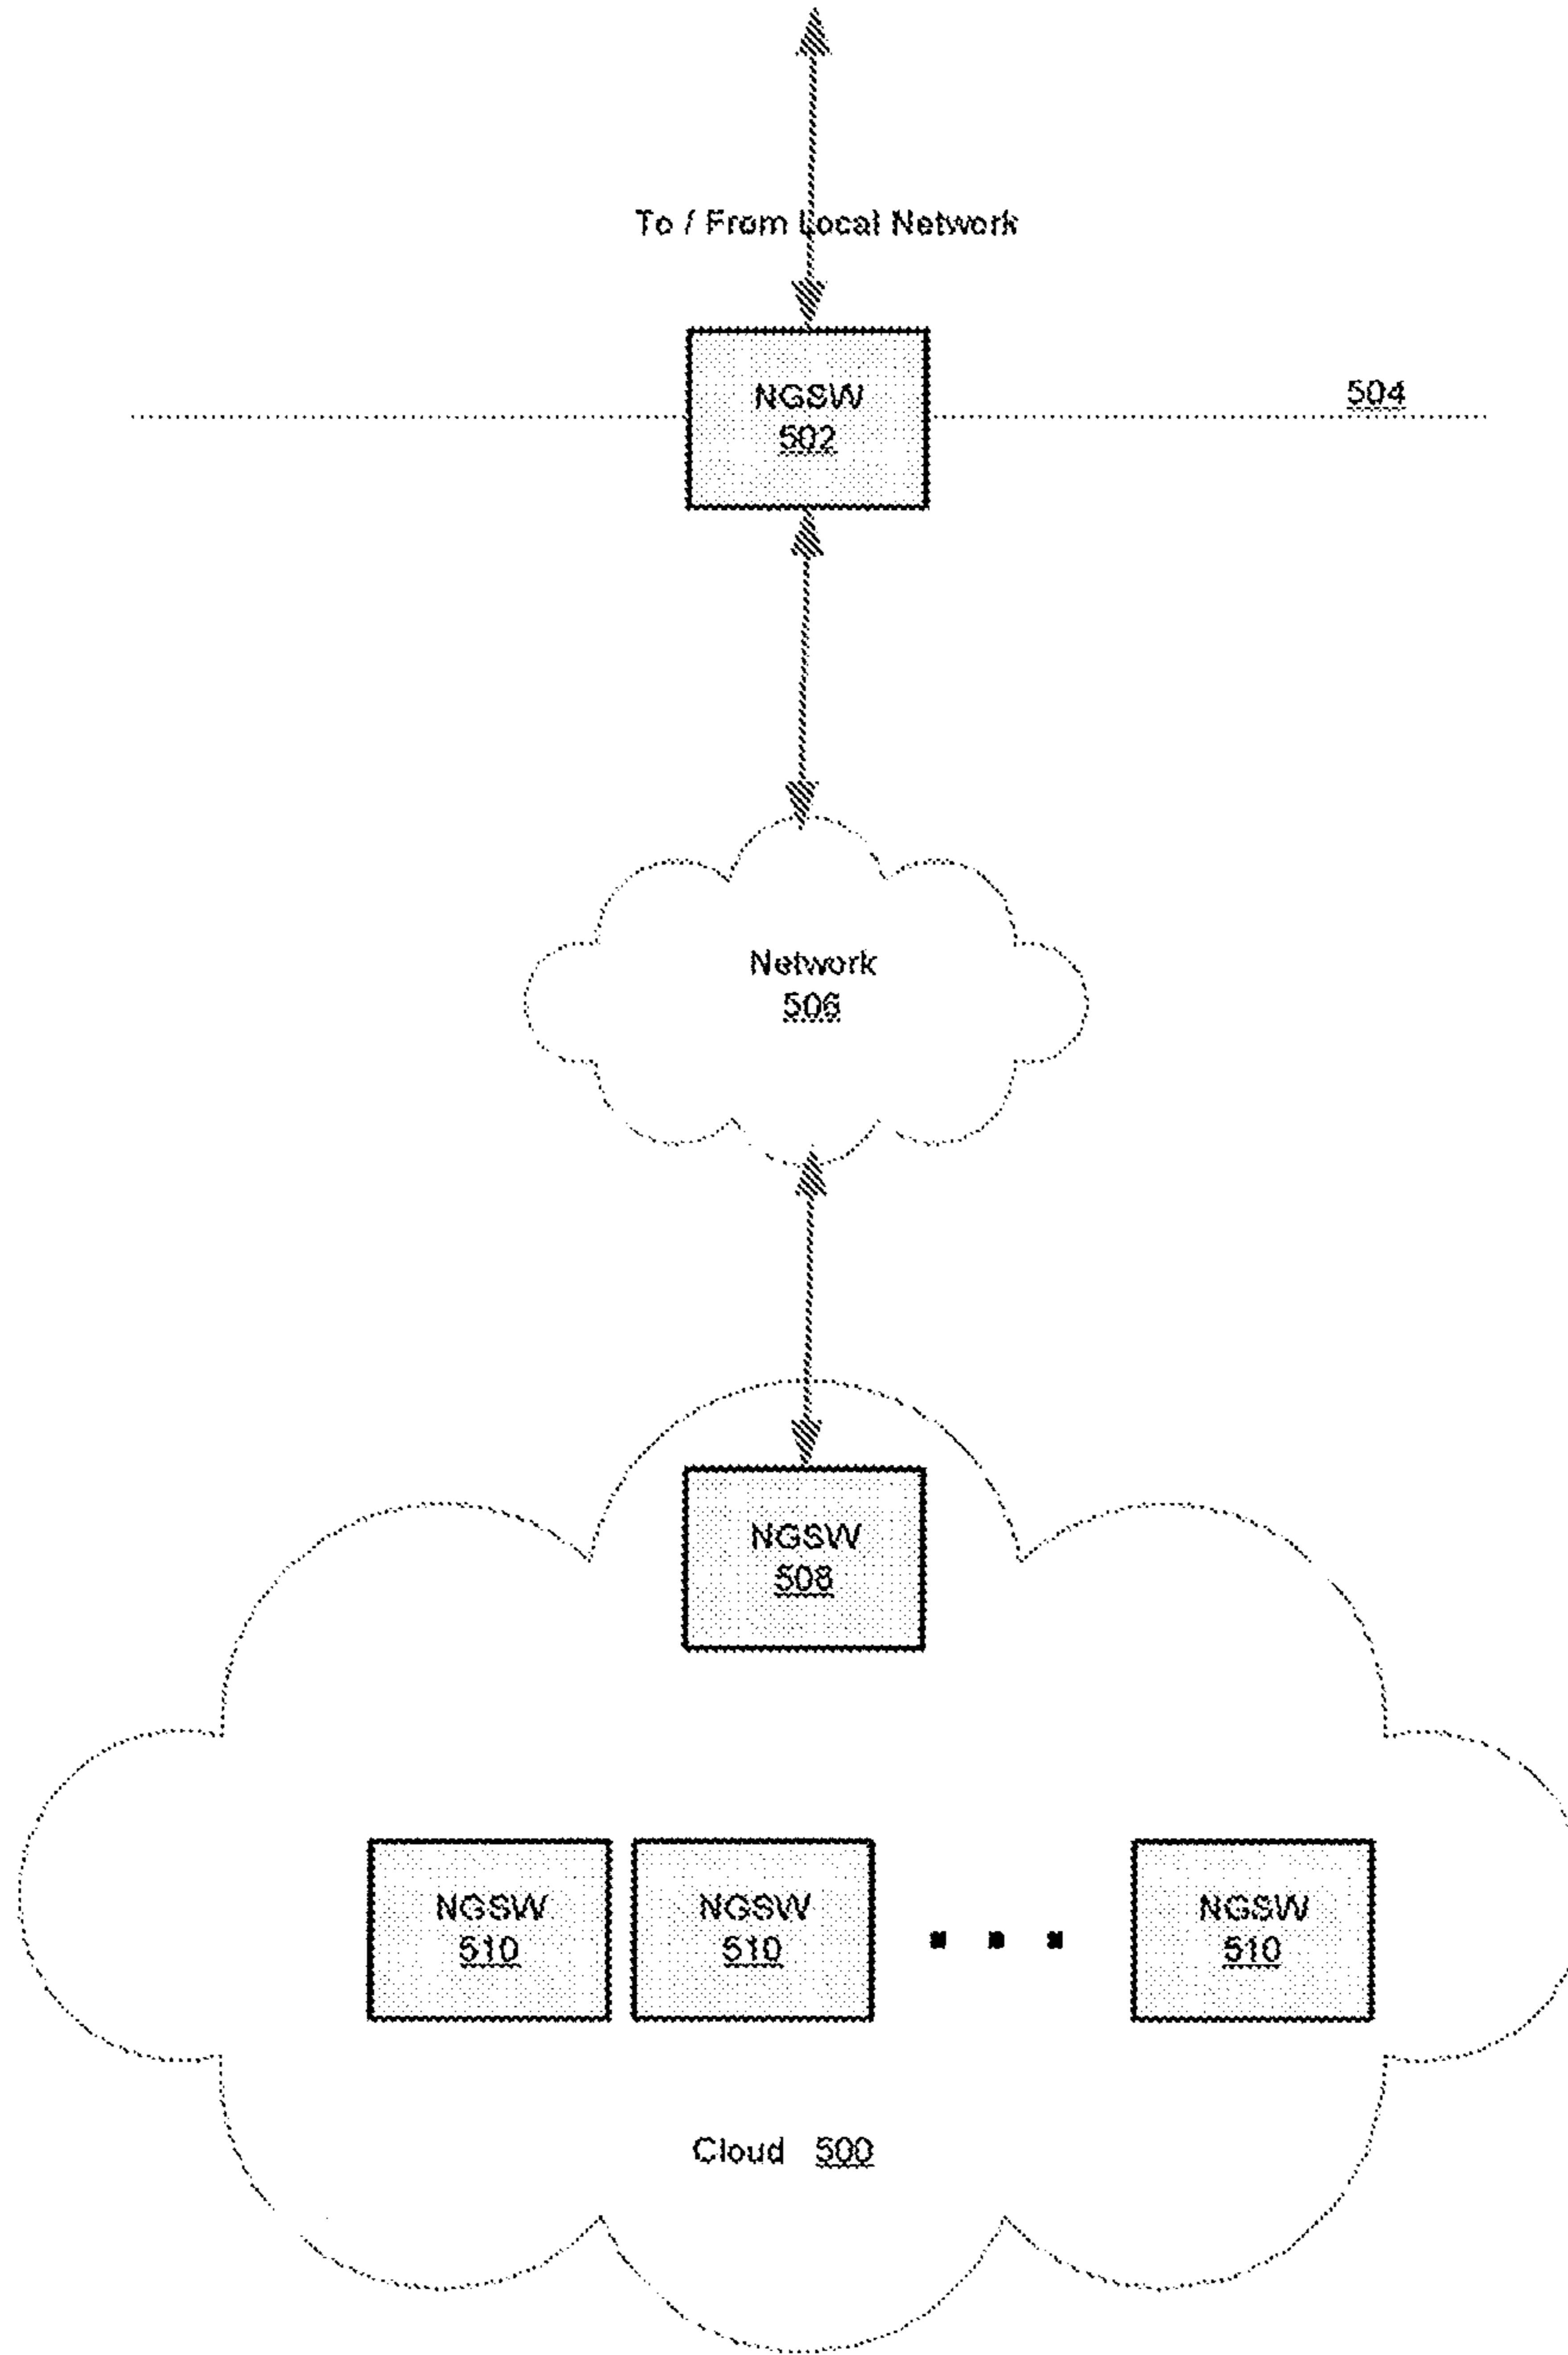 To / From Local Network
NGSW
502
504
Network
506
NGSW
508
NGSW
510
NGSW
510
NGSW
510
Cloud 500